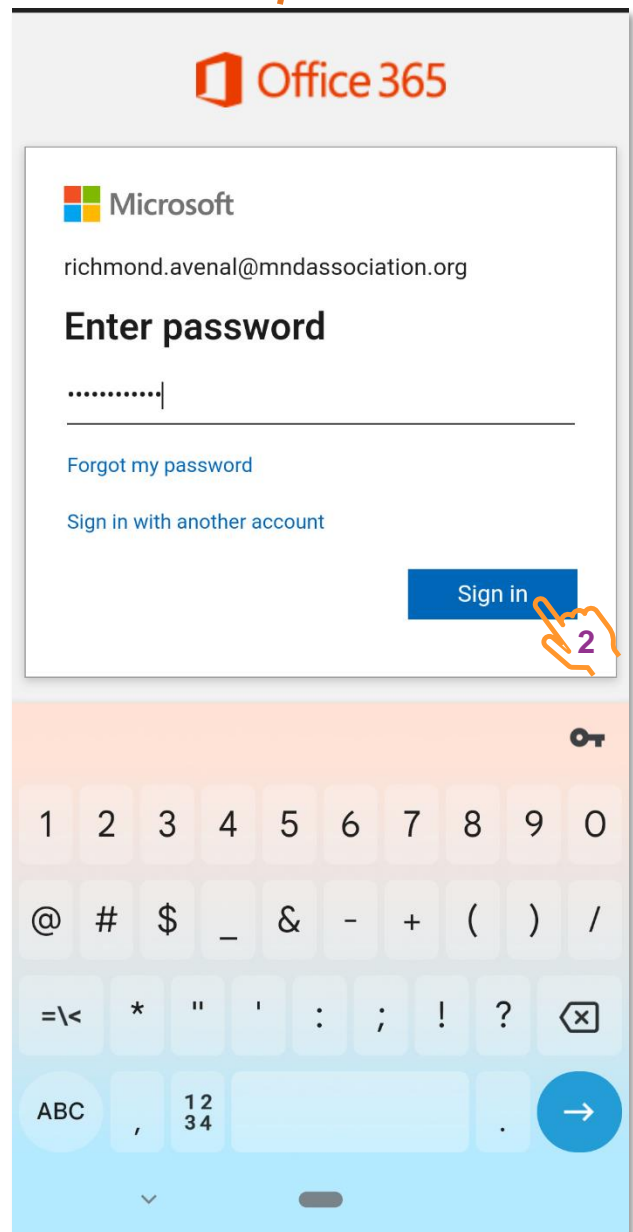 Office 365
Microsoft
richmond.avenal@mndassociation.org
Enter password
••••••••••••
Forgot my password
Sign in with another account
Sign in
2
1 2 3 4 5 6 7 8 9 0
@ # $ _ & - + ( ) /
=\< * " ' : ; ! ?
ABC , 12 .
34